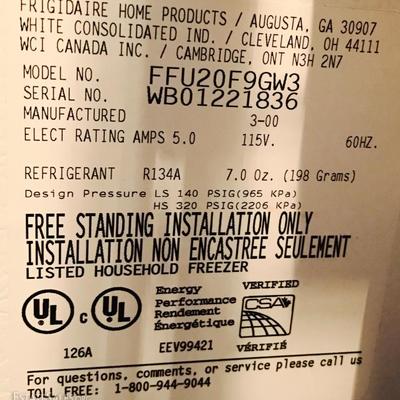 FRIGIDAIRE HOME PRODUCTS / AUGUSTA, GA 30907
WHITE CONSOLIDATED IND. / CLEVELAND, OH 44111
WCI CANADA INC. / CAMBRIDGE, ONT N3H 2N7
MODEL NO. FFU20F9GW3
SERIAL NO. WB01221836
MANUFACTURED 3-00
ELECT RATING AMPS 5.0 115V. 60HZ.
REFRIGERANT R134A 7.0 Oz. (198 Grams)
Design Pressure LS 140 PSIG(965 KPa)
HS 320 PSIG(2206 KPa)
FREE STANDING INSTALLATION ONLY
INSTALLATION NON ENCASTREE SEULEMENT
LISTED HOUSEHOLD FREEZER
UL c UL
Energy VERIFIED
Performance
Rendement
Énergétique
CSA
126A EEV99421 VÉRIFIÉ
For questions, comments, or service please call us
TOLL FREE: 1-800-944-9044